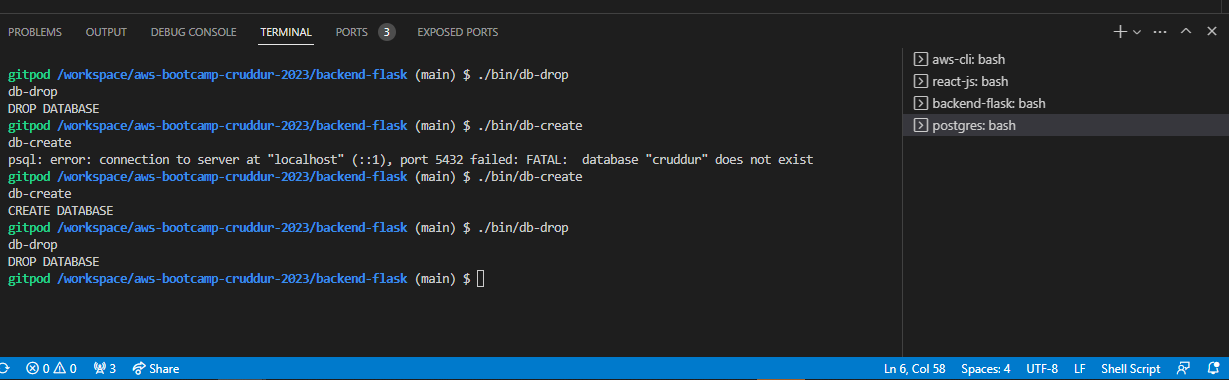 PROBLEMS OUTPUT DEBUG CONSOLE TERMINAL PORTS 3 EXPOSED PORTS
gitpod /workspace/aws-bootcamp-cruddur-2023/backend-flask (main) $ ./bin/db-drop
db-drop
DROP DATABASE
gitpod /workspace/aws-bootcamp-cruddur-2023/backend-flask (main) $ ./bin/db-create
db-create
psql: error: connection to server at "localhost" (::1), port 5432 failed: FATAL:  database "cruddur" does not exist
gitpod /workspace/aws-bootcamp-cruddur-2023/backend-flask (main) $ ./bin/db-create
db-create
CREATE DATABASE
gitpod /workspace/aws-bootcamp-cruddur-2023/backend-flask (main) $ ./bin/db-drop
db-drop
DROP DATABASE
gitpod /workspace/aws-bootcamp-cruddur-2023/backend-flask (main) $
aws-cli: bash
react-js: bash
backend-flask: bash
postgres: bash
0 0 3 Share Ln 6, Col 58 Spaces: 4 UTF-8 LF Shell Script